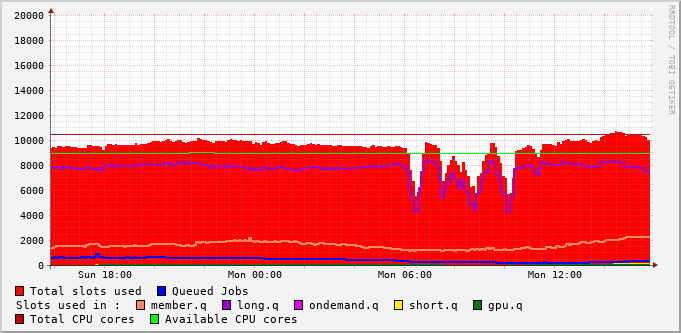 20000
18000
16000
14000
12000
10000
8000
6000
4000
2000
0
Sun 18:00 Mon 00:00 Mon 06:00 Mon 12:00
RRDTOOL / TOBI OETIKER
Total slots used Queued Jobs
Slots used in : member.q long.q ondemand.q short.q gpu.q
Total CPU cores Available CPU cores